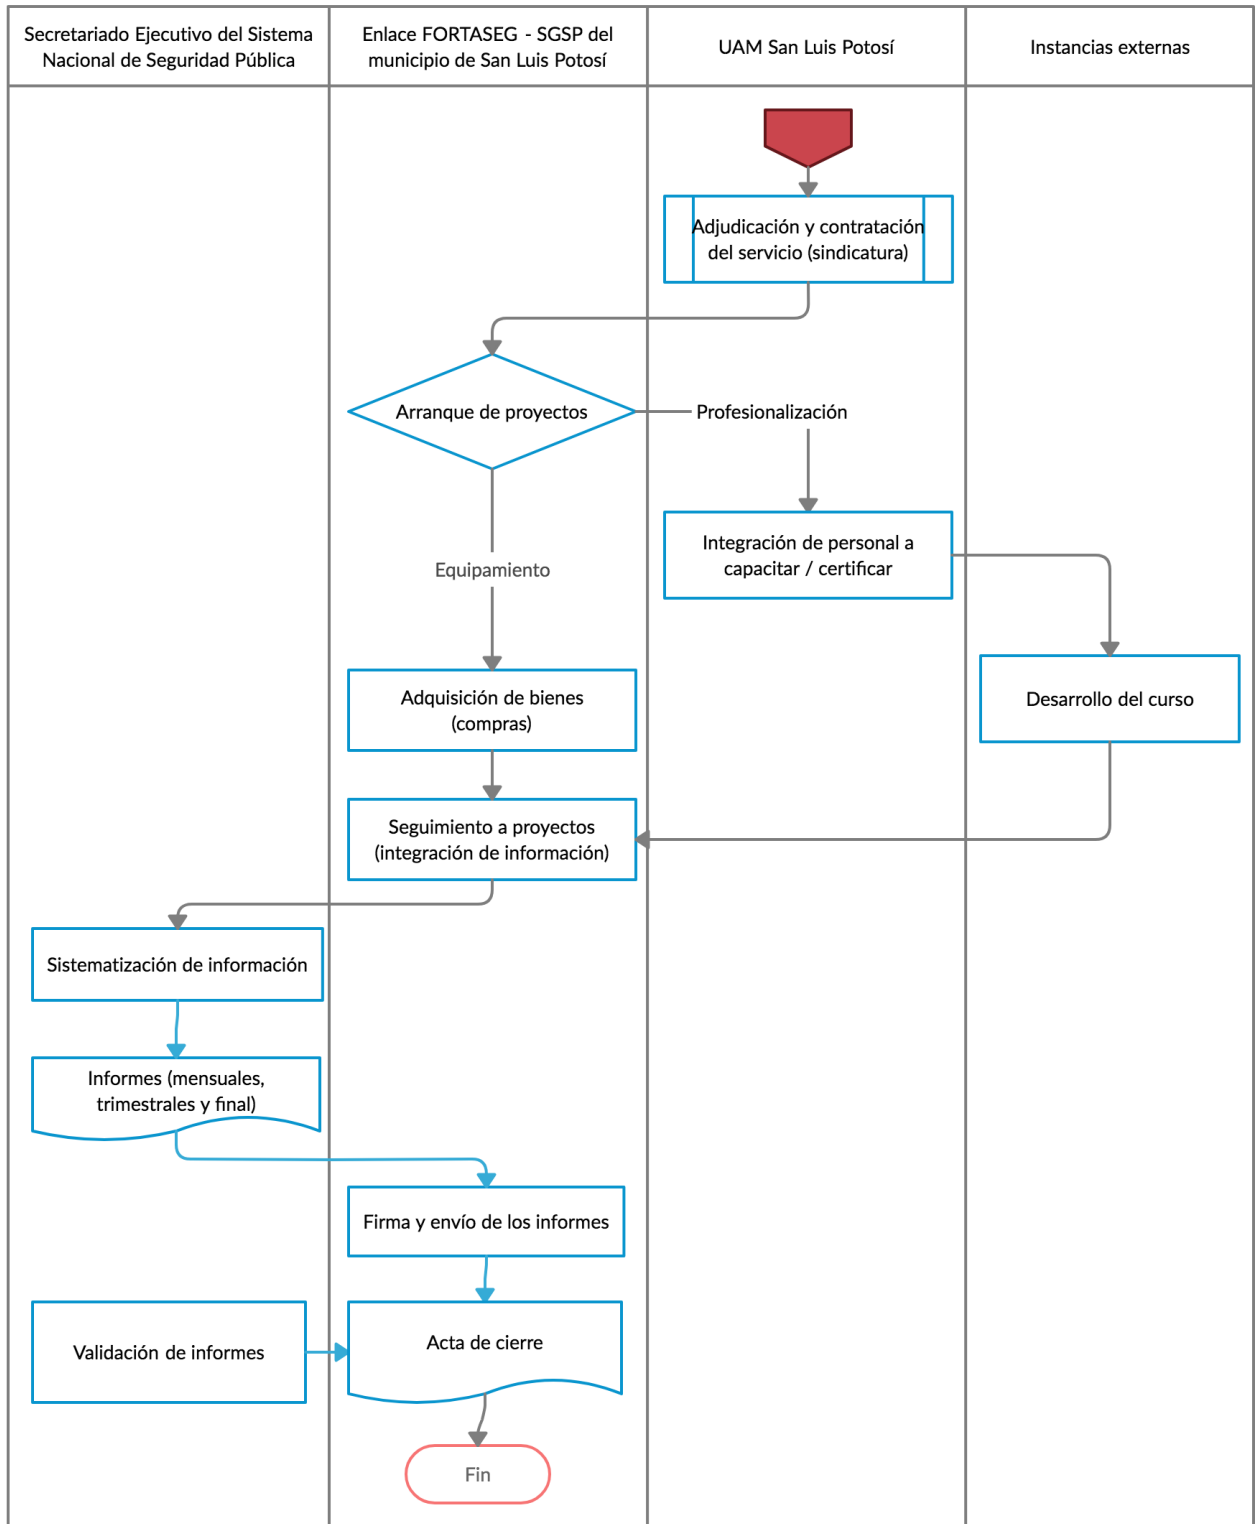 Secretariado Ejecutivo del Sistema
Nacional de Seguridad Pública
Enlace FORTASEG - SGSP del
municipio de San Luis Potosí
UAM San Luis Potosí
Instancias externas
Adjudicación y contratación
del servicio (sindicatura)
Arranque de proyectos
Profesionalización
Integración de personal a
capacitar / certificar
Equipamiento
Adquisición de bienes
(compras)
Desarrollo del curso
Seguimiento a proyectos
(integración de información)
Sistematización de información
Informes (mensuales,
trimestrales y final)
Firma y envío de los informes
Validación de informes
Acta de cierre
Fin